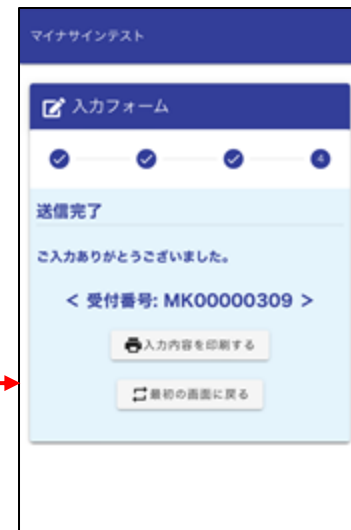 マイナサインテスト
入力フォーム
4
送信完了
ご入力ありがとうございました。
< 受付番号: MK00000309 >
入力内容を印刷する
最初の画面に戻る